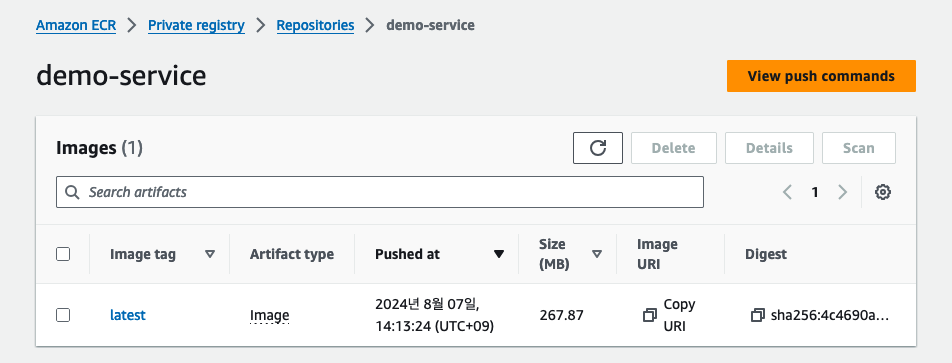 Amazon ECR > Private registry > Repositories > demo-service
demo-service
View push commands
Images (1)
Delete
Details
Scan
Search artifacts
1
Image tag
Artifact type
Pushed at
Size
(MB)
Image
URI
Digest
latest
Image
2024년 8월 07일,
14:13:24 (UTC+09)
267.87
Copy
URI
sha256:4c4690a...